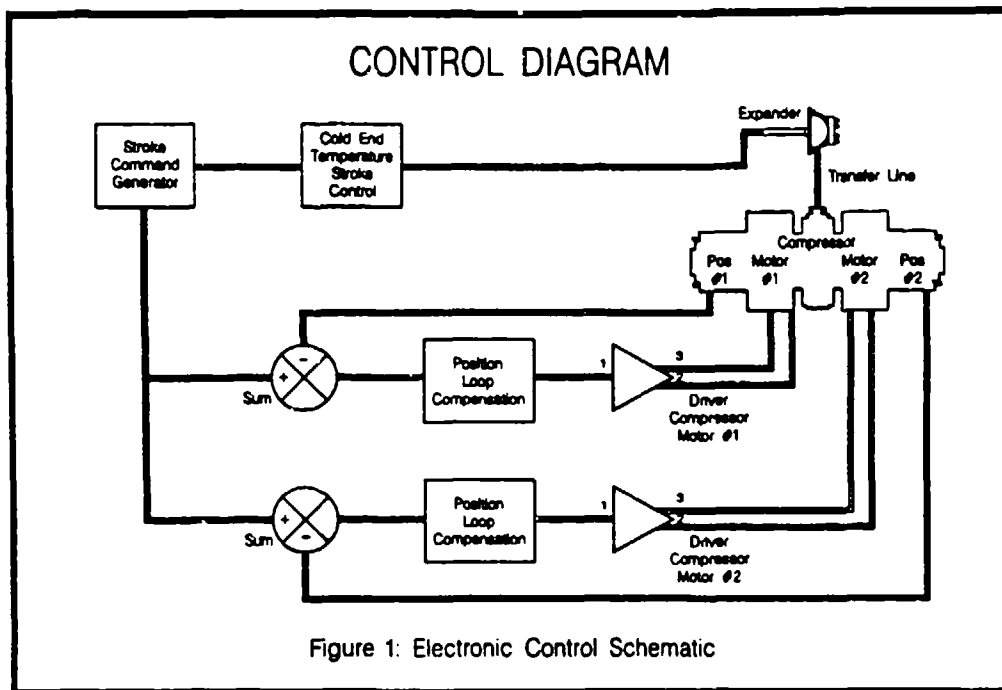 CONTROL DIAGRAM
Expander
Stroke
Command
Generator
Cold End
Temperature
Stroke
Control
Transfer Line
Compressor
Pos
#1
Motor
#1
Motor
#2
Pos
#2
-
+
Sum
Position
Loop
Compensation
1
3
2
Driver
Compressor
Motor #1
+
-
Sum
Position
Loop
Compensation
1
3
2
Driver
Compressor
Motor #2
Figure 1: Electronic Control Schematic